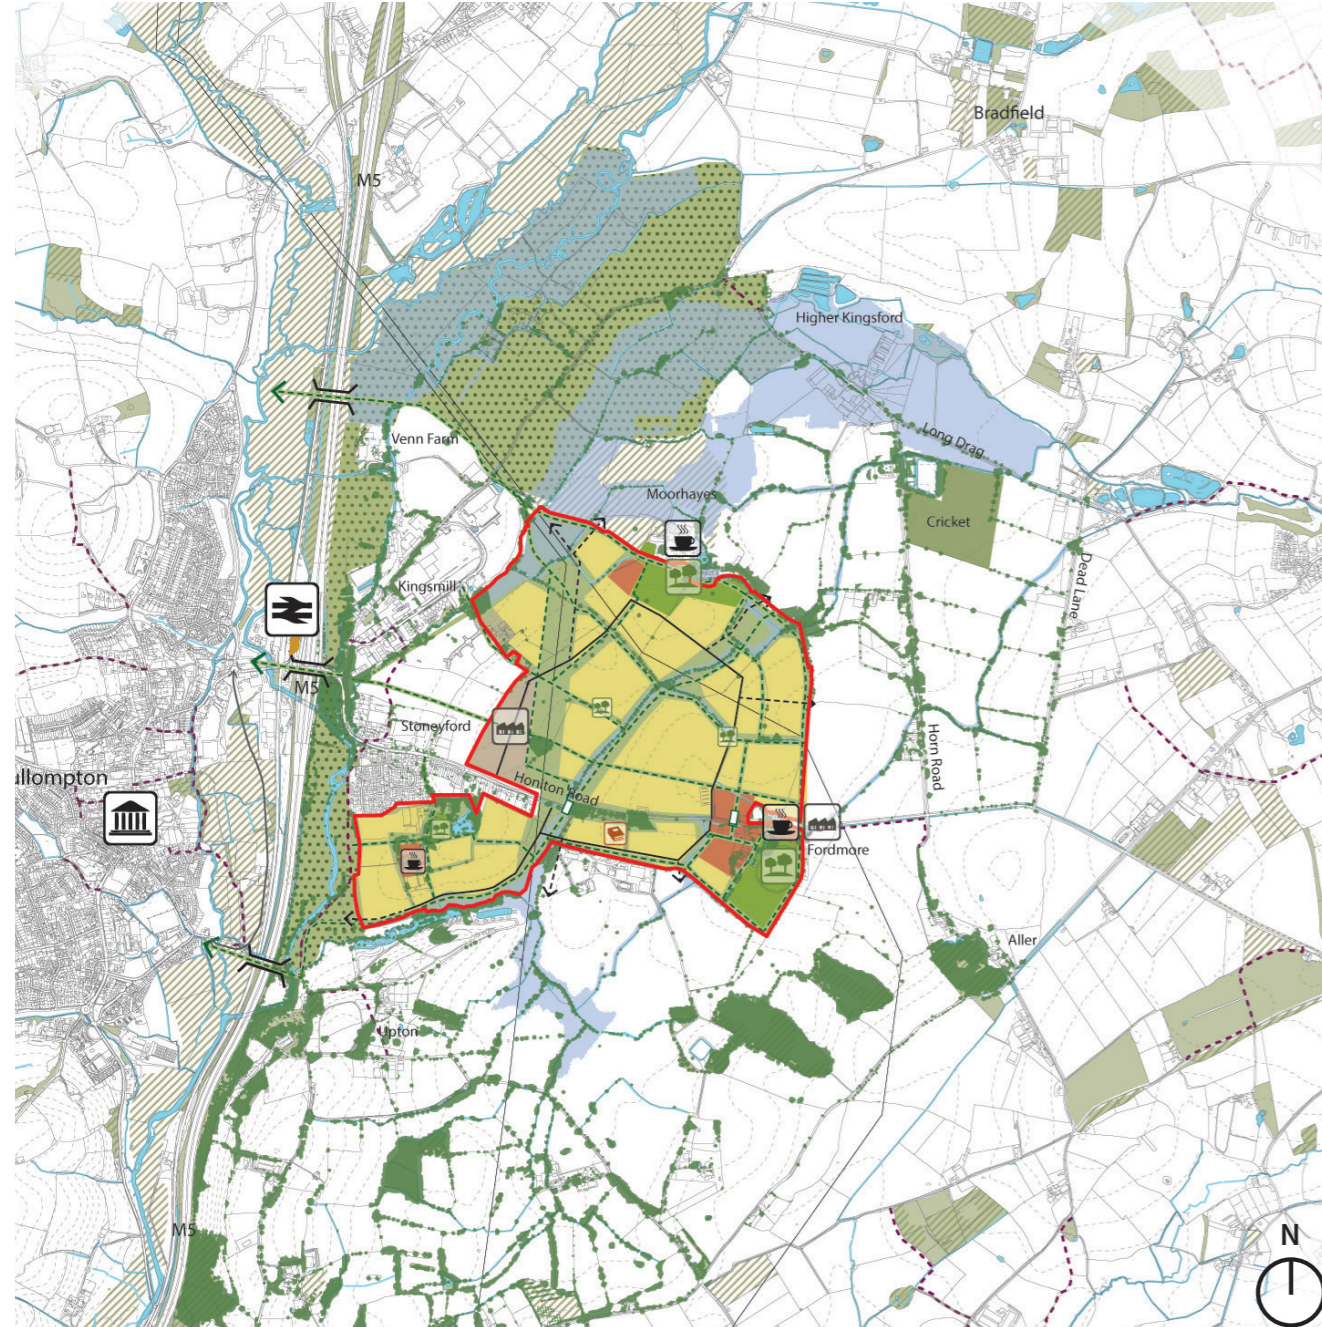 Bradfield
M5
Higher Kingsford
Long Drag
Venn Farm
Moorhayes
Cricket
Kingsmill
Dead Lane
M5
Stoneyford
Horn Road
ullompton
Honiton Road
Fordmore
Aller
Upton
M5
N